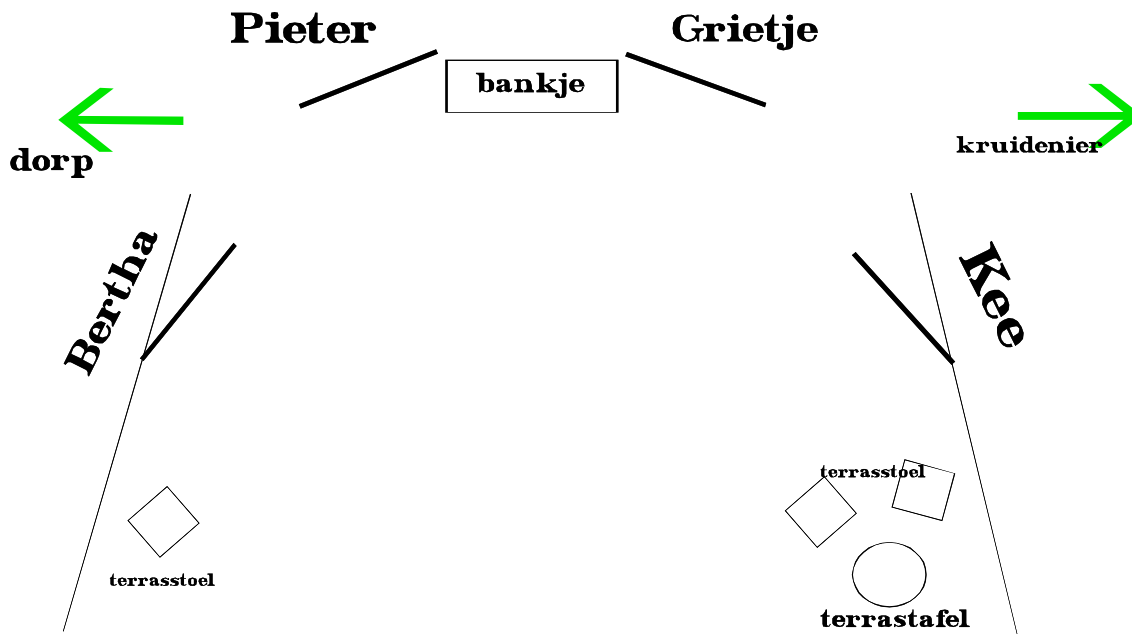 Pieter
Grietje
bankje
dorp
kruidenier
Bertha
Kee
terrasstoel
terrasstoel
terrastafel